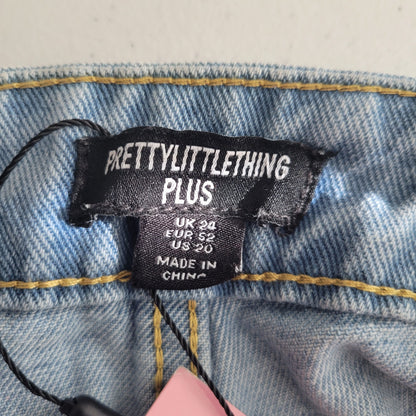 PRETTYLITTLETHING
PLUS
UK 24
EUR 52
US 20
MADE IN
CHINA